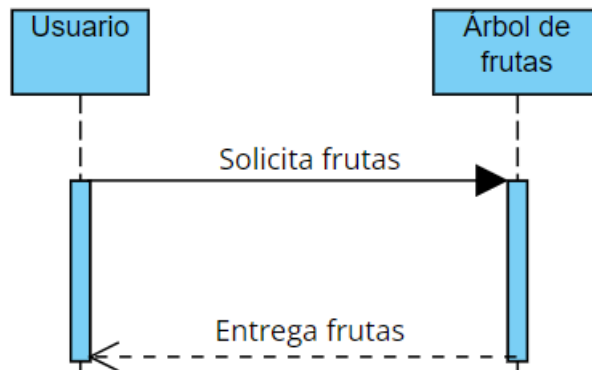 Usuario
Árbol de
frutas
Solicita frutas
Entrega frutas